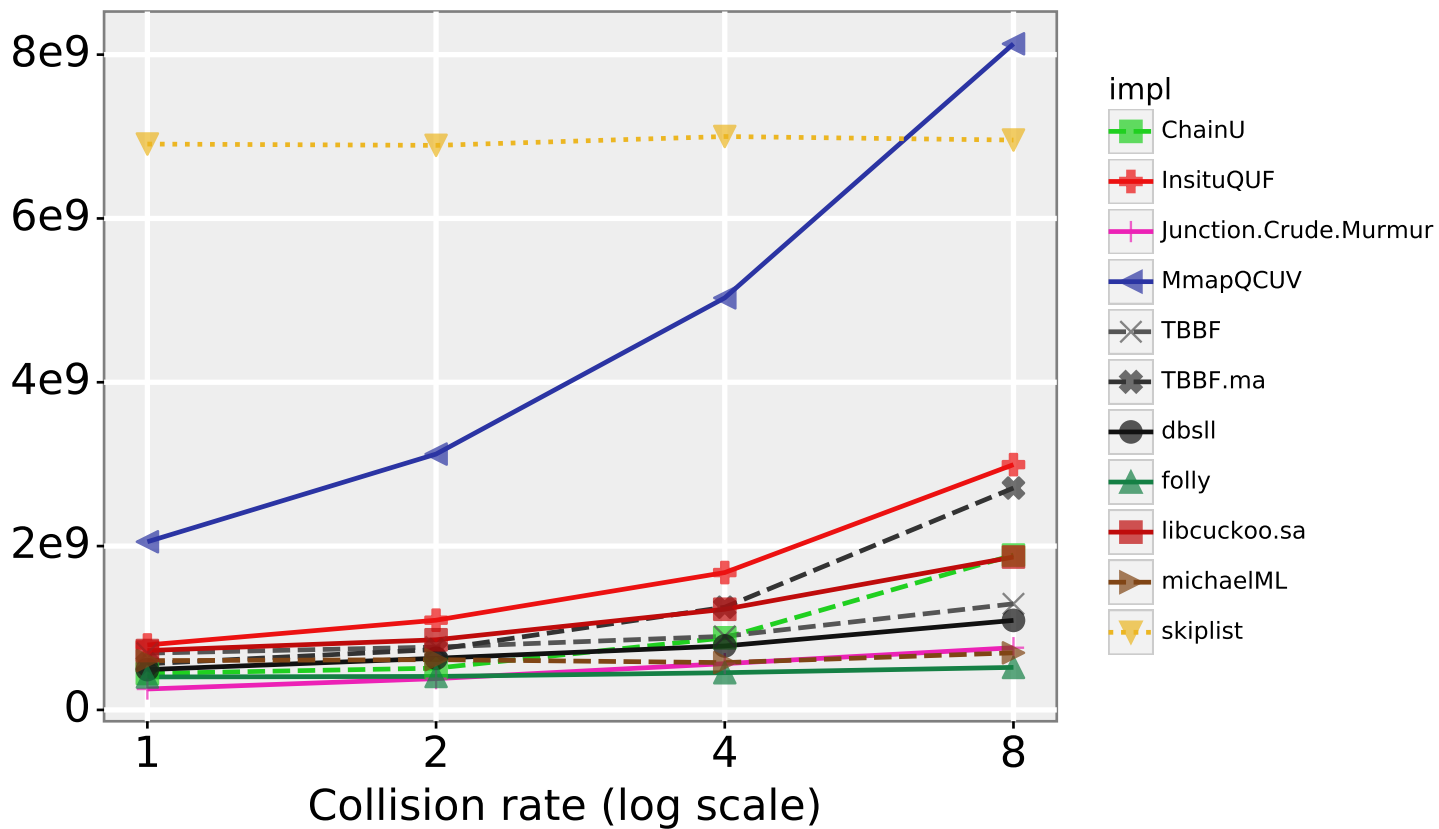 8e9
6e9
4e9
2e9
0
1 2 4 8
Collision rate (log scale)
impl
ChainU
InsituQUF
Junction.Crude.Murmur
MmapQCUV
TBBF
TBBF.ma
dbsll
folly
libcuckoo.sa
michaelML
skiplist